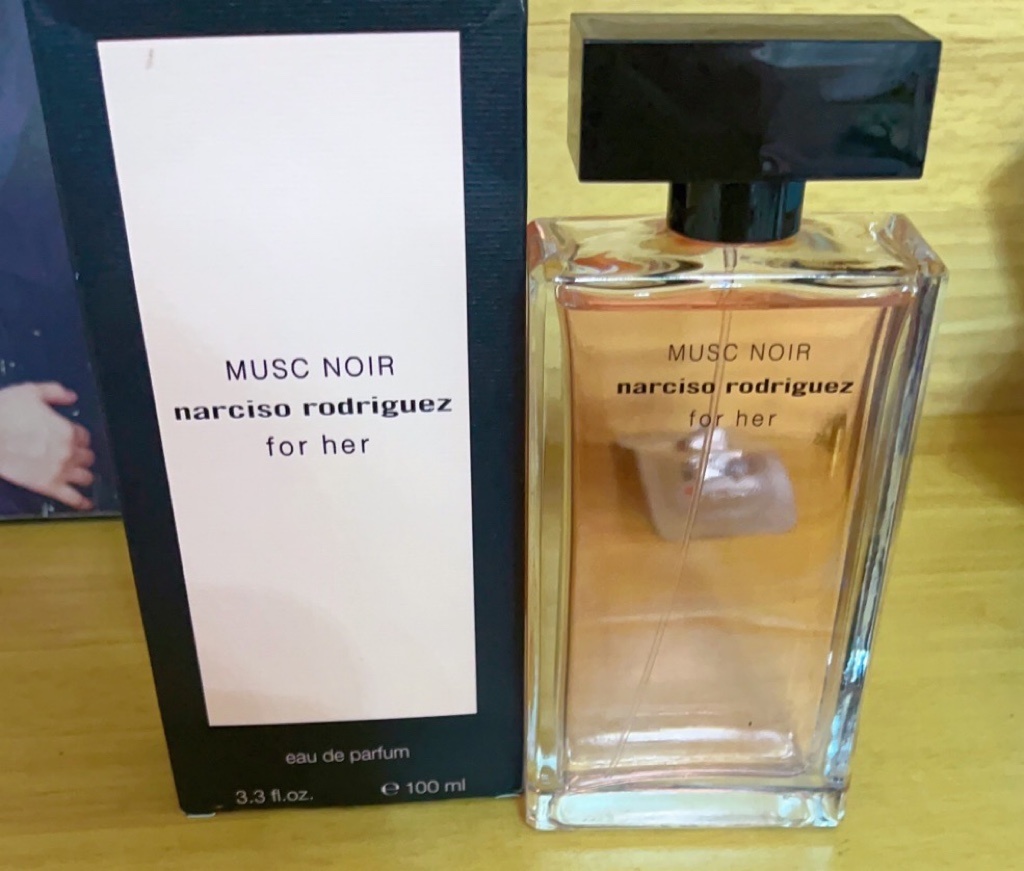 MUSC NOIR
narciso rodriguez
for her
eau de parfum
3.3 fl.oz. ℮ 100 ml
MUSC NOIR
narciso rodriguez
for her